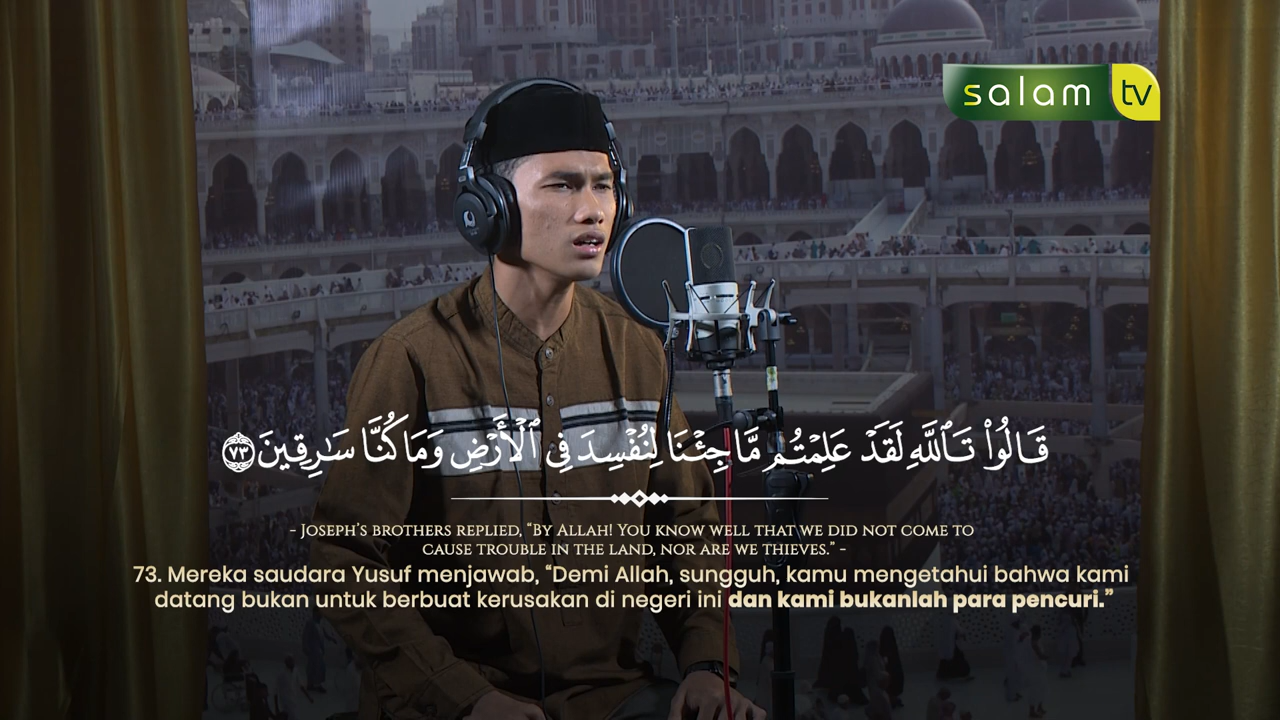 salam tv
قَالُوا۟ تَٱللَّهِ لَقَدْ عَلِمْتُم مَّا جِئْنَا لِنُفْسِدَ فِى ٱلْأَرْضِ وَمَا كُنَّا سَـٰرِقِينَ ٧٣
- Joseph’s brothers replied, “By Allah! You know well that we did not come to
cause trouble in the land, nor are we thieves.” -
73. Mereka saudara Yusuf menjawab, “Demi Allah, sungguh, kamu mengetahui bahwa kami
datang bukan untuk berbuat kerusakan di negeri ini dan kami bukanlah para pencuri.”